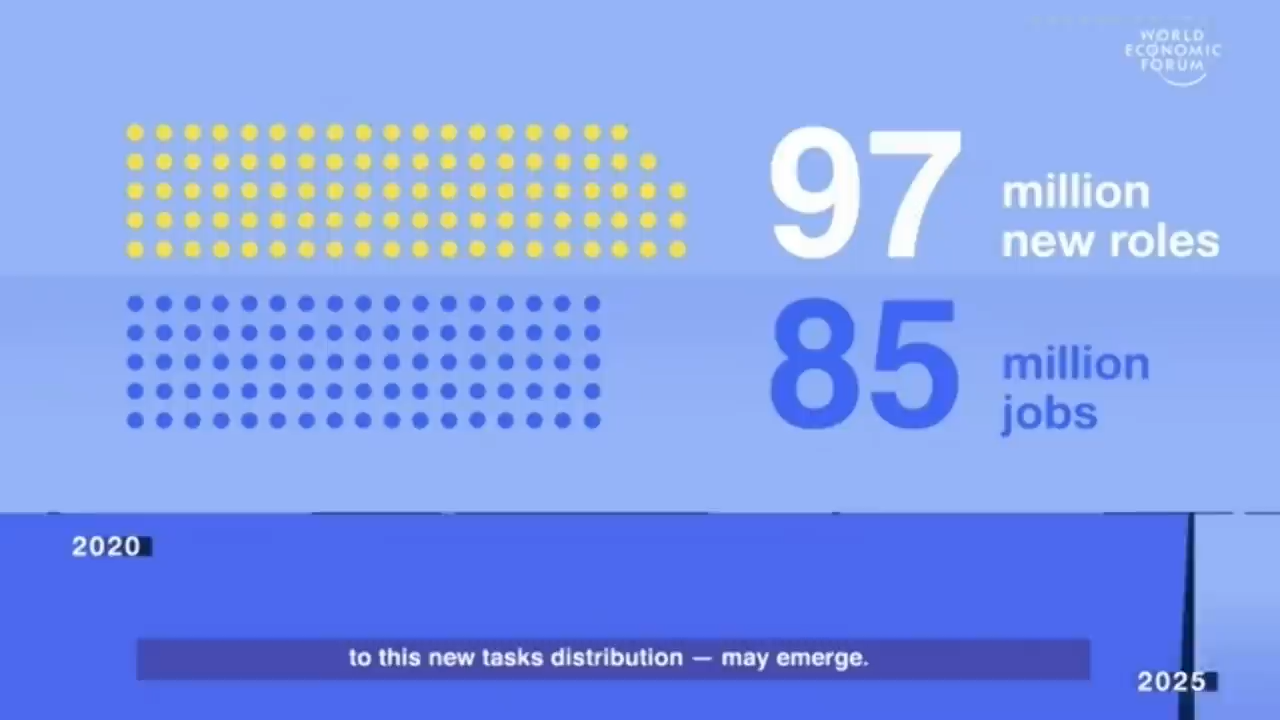 WORLD
ECONOMIC
FORUM
97
million
new roles
85
million
jobs
2020
to this new tasks distribution — may emerge.
2025